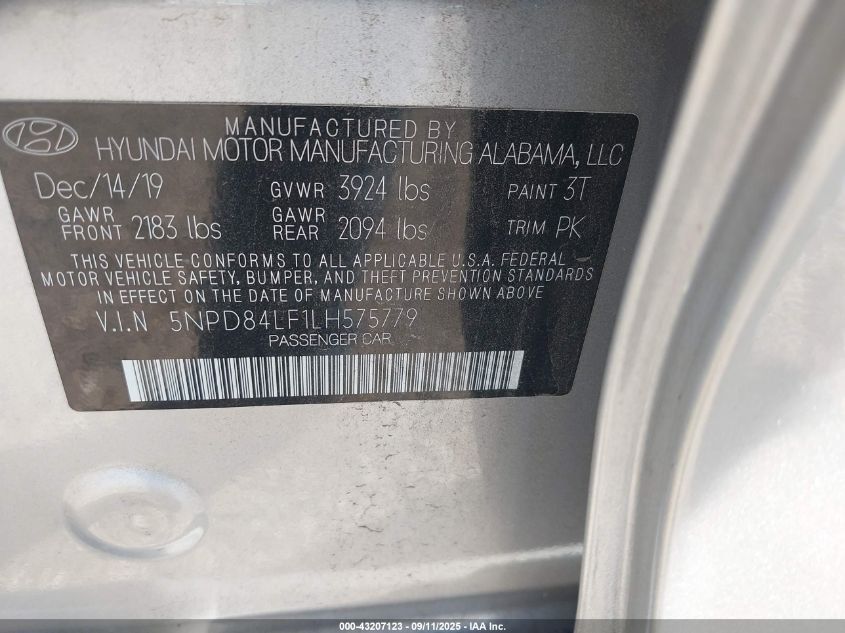 MANUFACTURED BY
HYUNDAI MOTOR MANUFACTURING ALABAMA, LLC
Dec/14/19 GVWR 3924 lbs PAINT 3T
GAWR FRONT 2183 lbs GAWR REAR 2094 lbs TRIM PK
THIS VEHICLE CONFORMS TO ALL APPLICABLE U.S.A. FEDERAL
MOTOR VEHICLE SAFETY, BUMPER, AND THEFT PREVENTION STANDARDS
IN EFFECT ON THE DATE OF MANUFACTURE SHOWN ABOVE.
V.I.N 5NPD84LF1LH575779
PASSENGER CAR
000-43207123 - 09/11/2025 - IAA Inc.